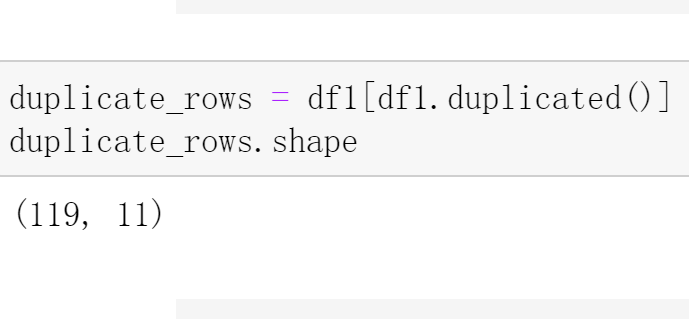 duplicate_rows = df1[df1.duplicated()]
duplicate_rows.shape
(119, 11)